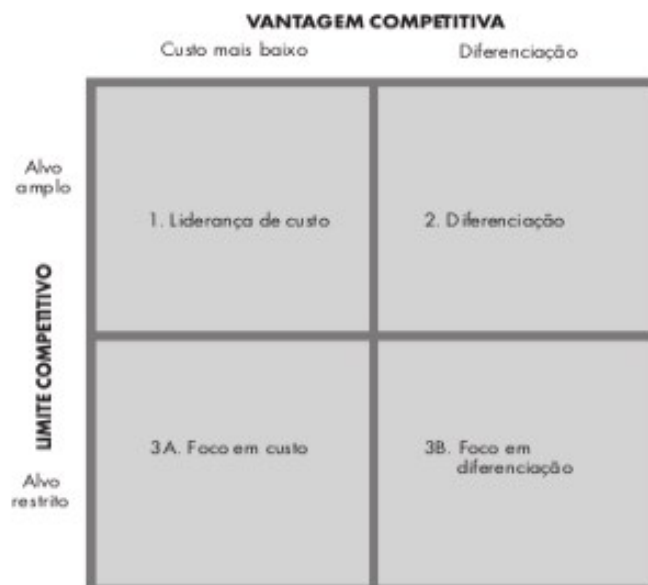 VANTAGEM COMPETITIVA
Custo mais baixo
Diferenciação
Alvo
amplo
1. Liderança de custo
2. Diferenciação
LIMITE COMPETITIVO
3A. Foco em custo
3B. Foco em
diferenciação
Alvo
restrito